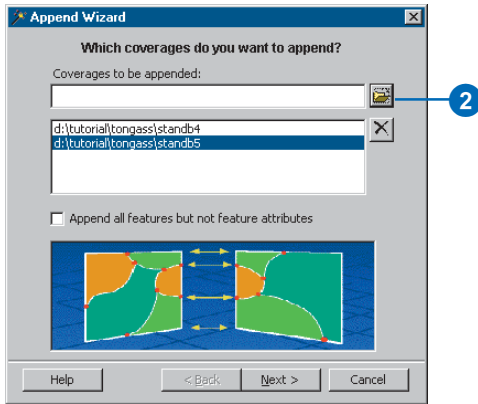 Append Wizard
Which coverages do you want to append?
Coverages to be appended:
2
d:\tutorial\tongass\standb4
d:\tutorial\tongass\standb5
Append all features but not feature attributes
Help
< Back
Next >
Cancel